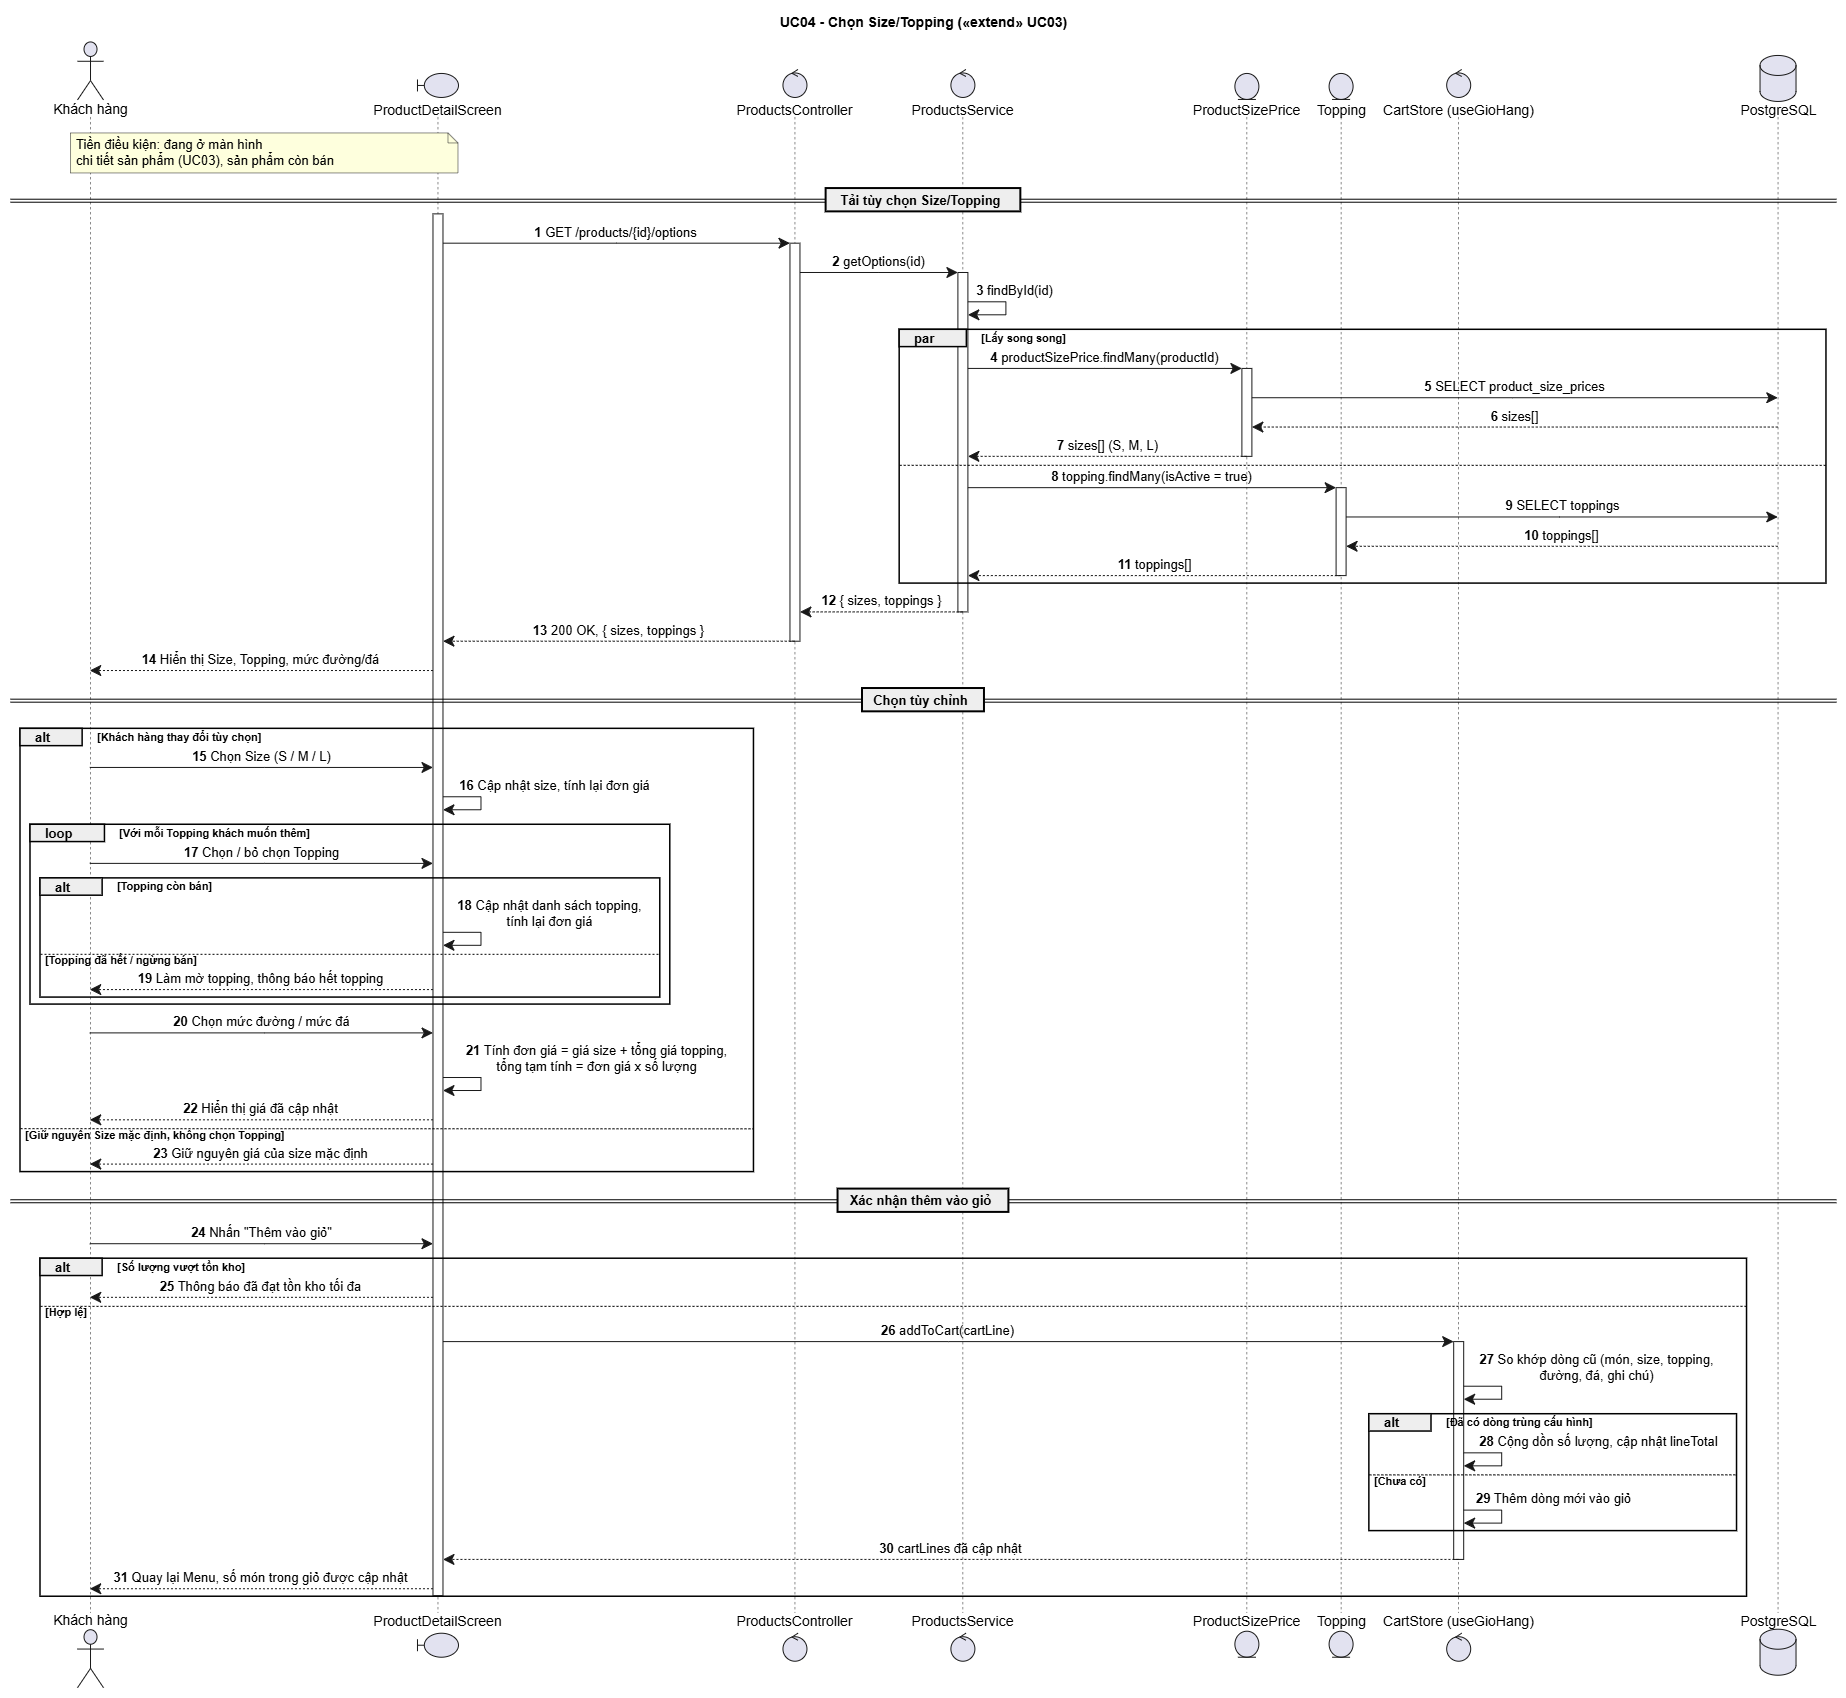 UC04 - Chọn Size/Topping («extend» UC03)
Khách hàng
ProductDetailScreen
ProductsController
ProductsService
ProductSizePrice
Topping
CartStore (useGioHang)
PostgreSQL
Tiền điều kiện: đang ở màn hình
chi tiết sản phẩm (UC03), sản phẩm còn bán
Tải tùy chọn Size/Topping
1 GET /products/{id}/options
2 getOptions(id)
3 findById(id)
par [Lấy song song]
4 productSizePrice.findMany(productId)
5 SELECT product_size_prices
6 sizes[]
7 sizes[] (S, M, L)
8 topping.findMany(isActive = true)
9 SELECT toppings
10 toppings[]
11 toppings[]
12 { sizes, toppings }
13 200 OK, { sizes, toppings }
14 Hiển thị Size, Topping, mức đường/đá
Chọn tùy chỉnh
alt [Khách hàng thay đổi tùy chọn]
15 Chọn Size (S / M / L)
16 Cập nhật size, tính lại đơn giá
loop [Với mỗi Topping khách muốn thêm]
17 Chọn / bỏ chọn Topping
alt [Topping còn bán]
18 Cập nhật danh sách topping,
tính lại đơn giá
[Topping đã hết / ngừng bán]
19 Làm mờ topping, thông báo hết topping
20 Chọn mức đường / mức đá
21 Tính đơn giá = giá size + tổng giá topping,
tổng tạm tính = đơn giá x số lượng
22 Hiển thị giá đã cập nhật
[Giữ nguyên Size mặc định, không chọn Topping]
23 Giữ nguyên giá của size mặc định
Xác nhận thêm vào giỏ
24 Nhấn "Thêm vào giỏ"
alt [Số lượng vượt tồn kho]
25 Thông báo đã đạt tồn kho tối đa
[Hợp lệ]
26 addToCart(cartLine)
27 So khớp dòng cũ (món, size, topping,
đường, đá, ghi chú)
alt [Đã có dòng trùng cấu hình]
28 Cộng dồn số lượng, cập nhật lineTotal
[Chưa có]
29 Thêm dòng mới vào giỏ
30 cartLines đã cập nhật
31 Quay lại Menu, số món trong giỏ được cập nhật
Khách hàng
ProductDetailScreen
ProductsController
ProductsService
ProductSizePrice
Topping
CartStore (useGioHang)
PostgreSQL